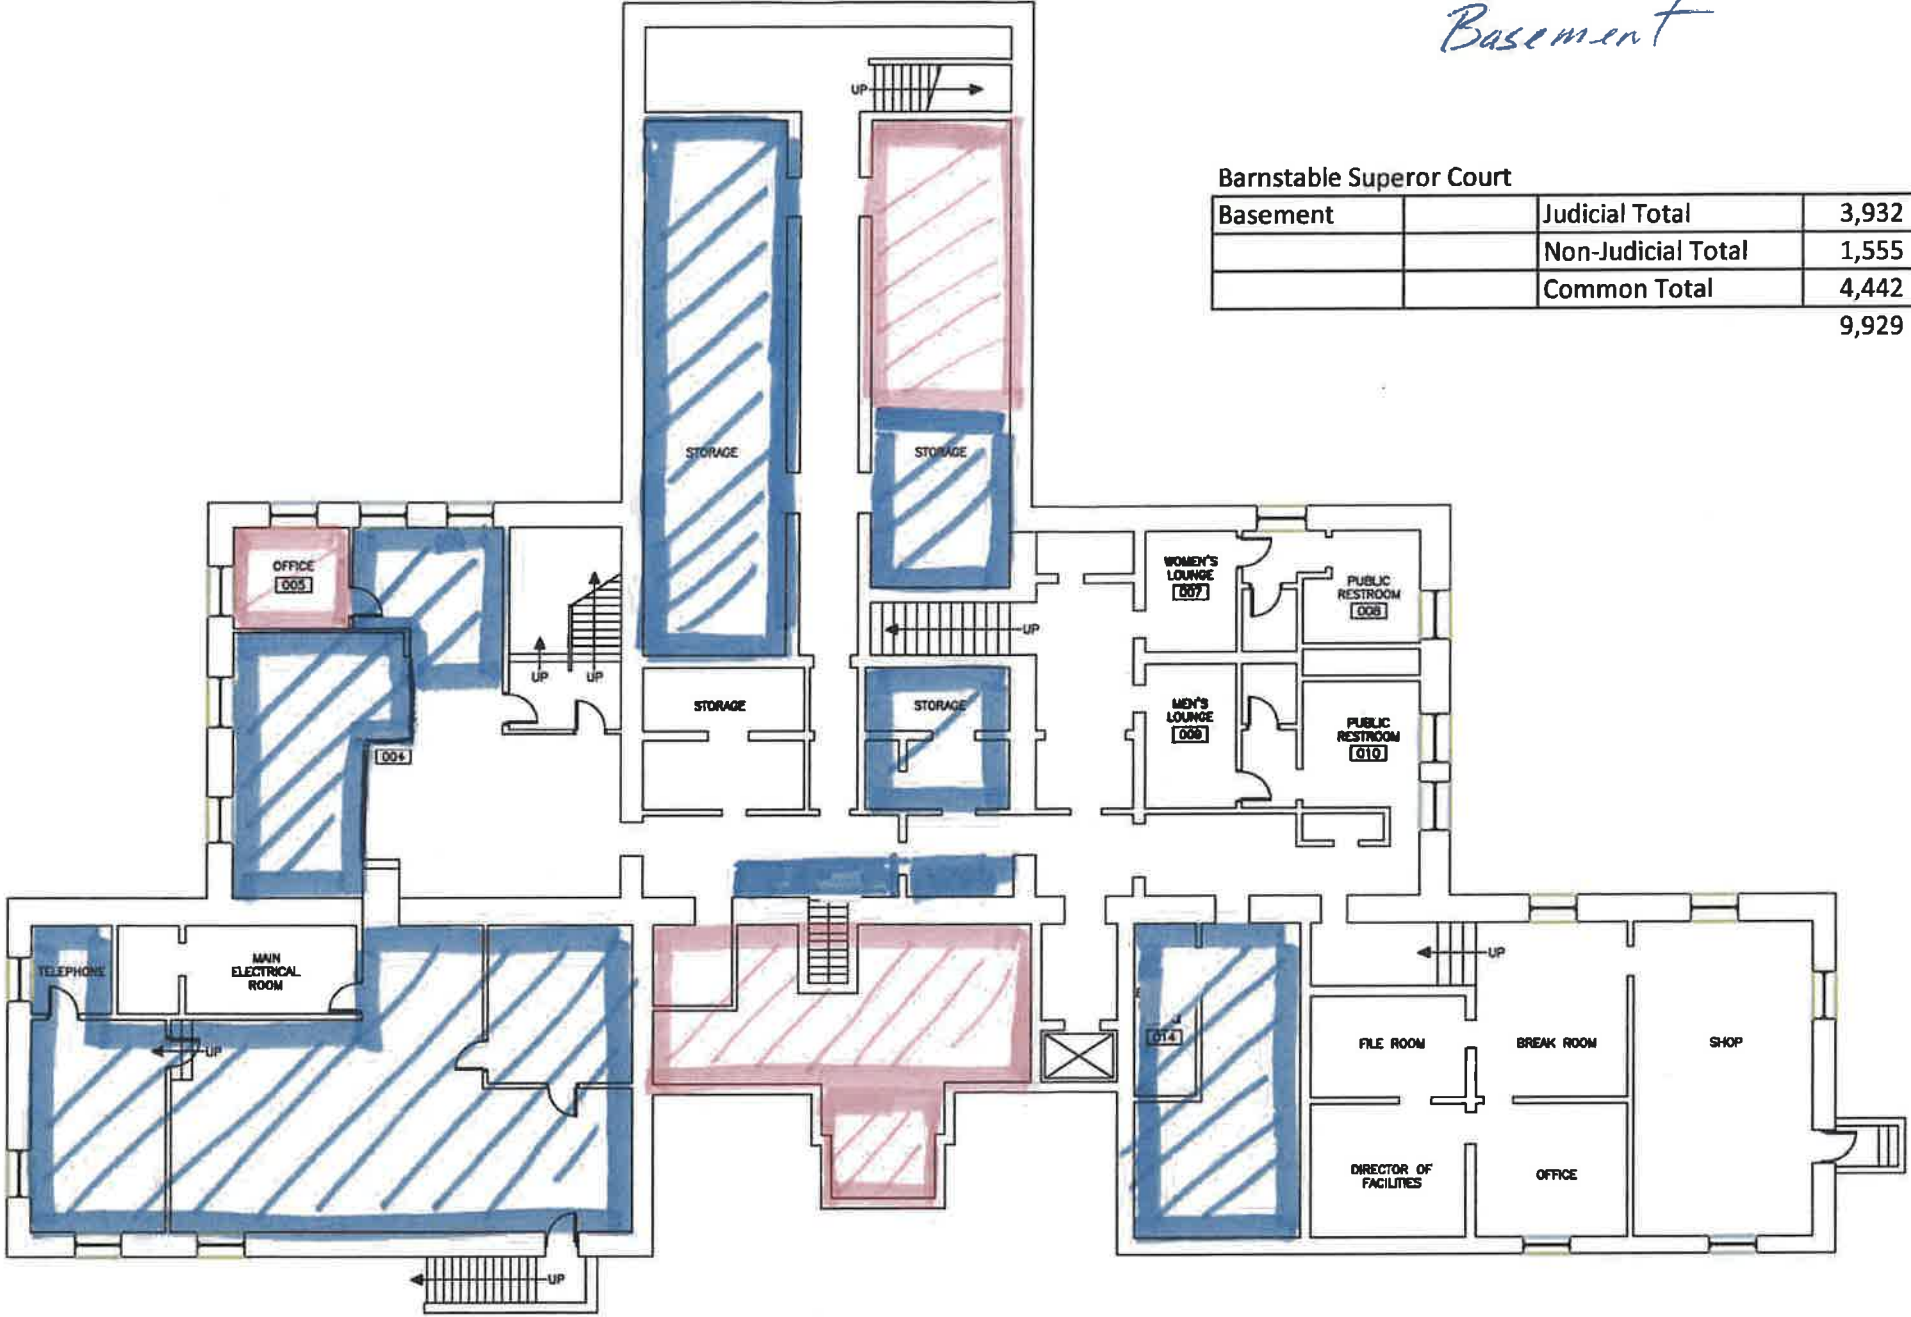 Basement
Barnstable Superor Court
Basement Judicial Total 3,932
Non-Judicial Total 1,555
Common Total 4,442
9,929
UP
STORAGE
STORAGE
OFFICE
005
UP
UP
UP
WOMEN'S
LOUNGE
007
PUBLIC
RESTROOM
008
STORAGE
STORAGE
MEN'S
LOUNGE
009
PUBLIC
RESTROOM
010
004
TELEPHONE
MAIN
ELECTRICAL
ROOM
UP
UP
014
FILE ROOM
BREAK ROOM
SHOP
DIRECTOR OF
FACILITIES
OFFICE
UP